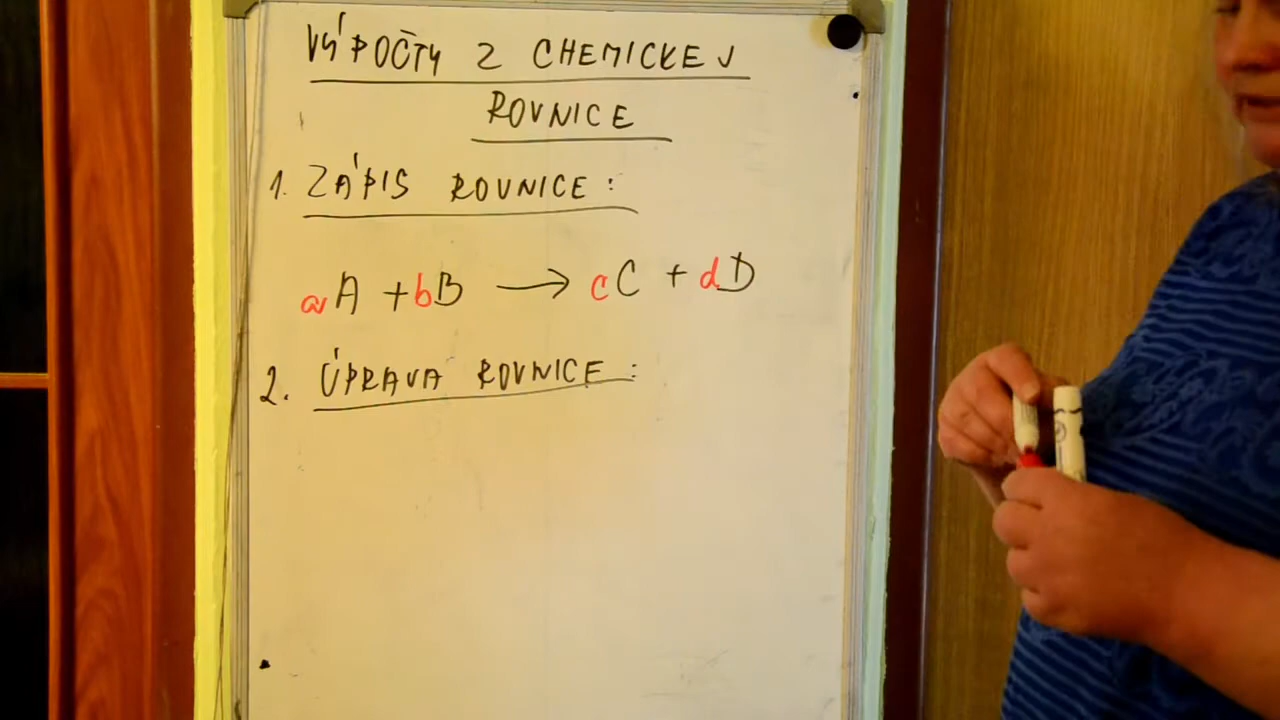 VÝPOČTY Z CHEMICKEJ
ROVNICE
1. ZÁPIS ROVNICE:
aA + bB → cC + dD
2. ÚPRAVA ROVNICE: